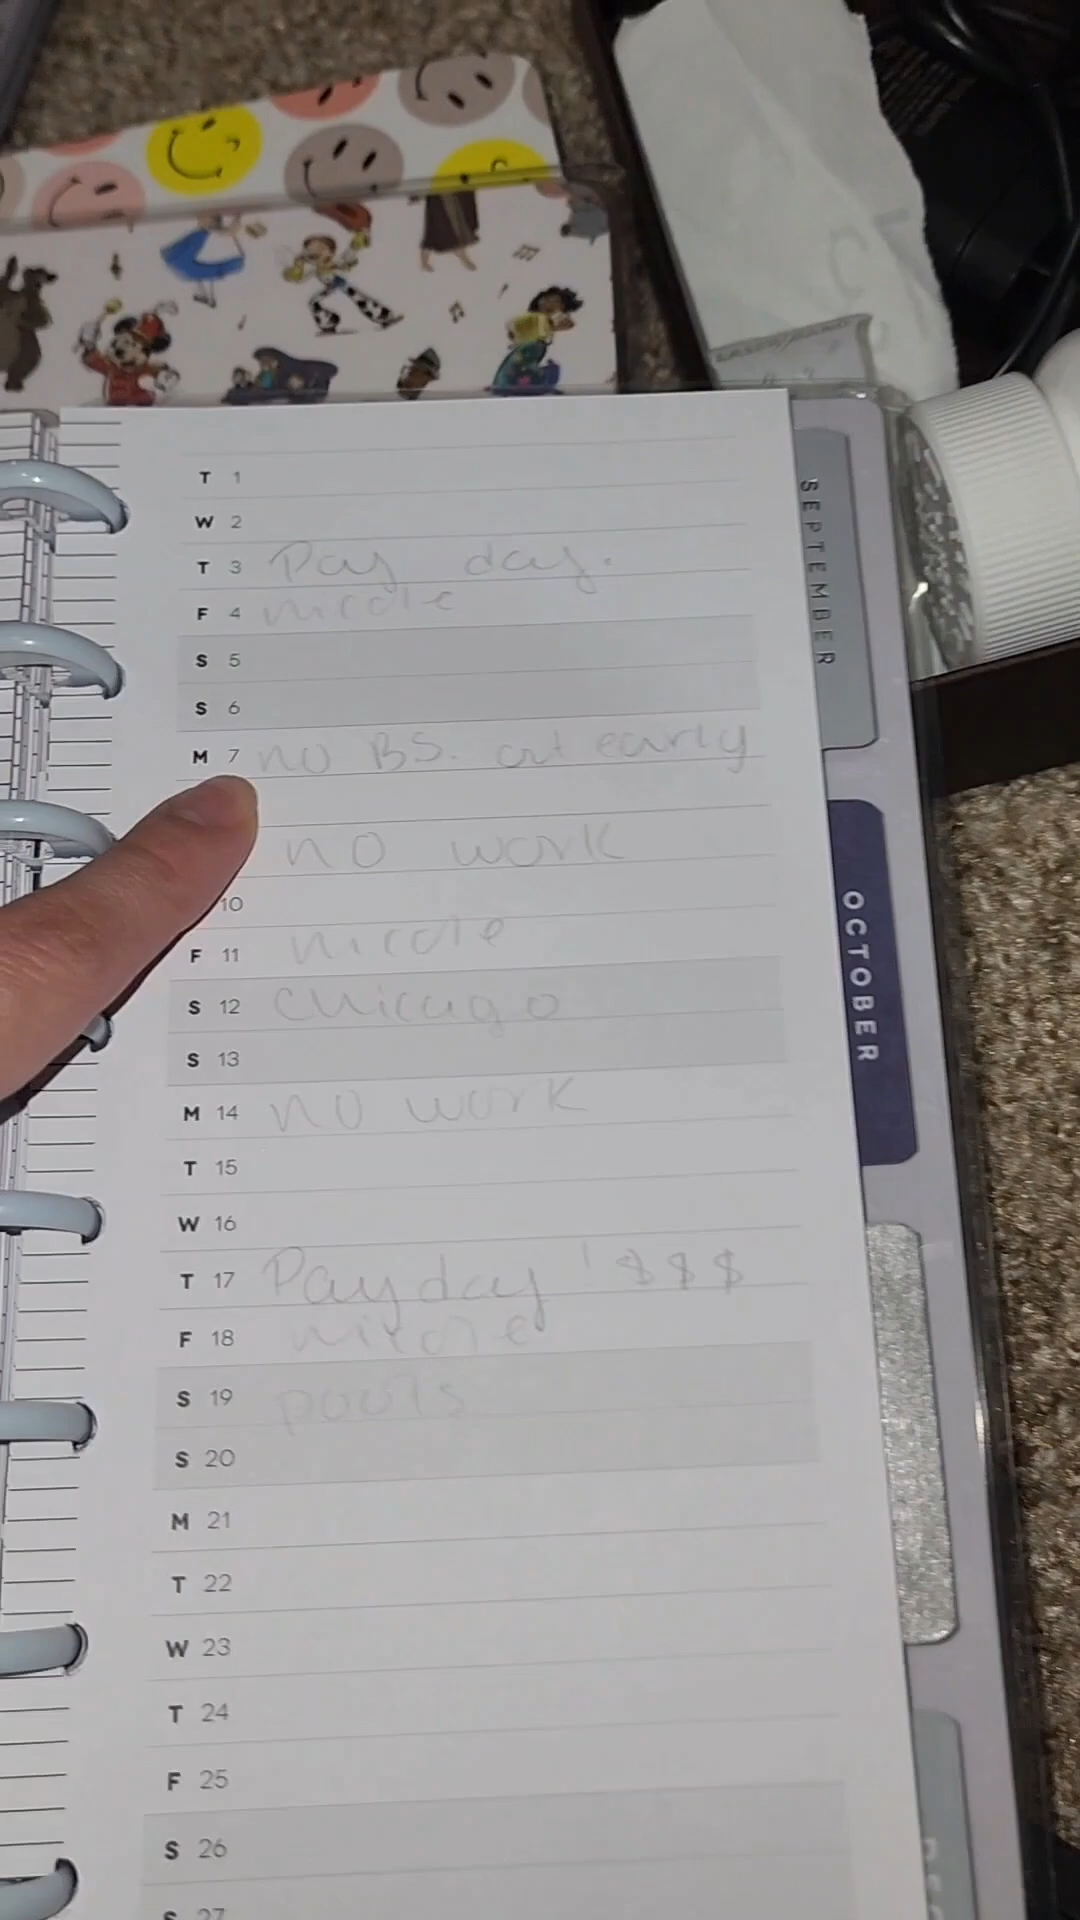 T 1
W 2
T 3 Pay day.
F 4 nicole
S 5
S 6
M 7 no BS. out early
no work
10
F 11 nicole
S 12 Chicago
S 13
M 14 no work
T 15
W 16
T 17 Payday! $$$
F 18 nicole
S 19
S 20
M 21
T 22
W 23
T 24
F 25
S 26
S 27
SEPTEMBER
OCTOBER